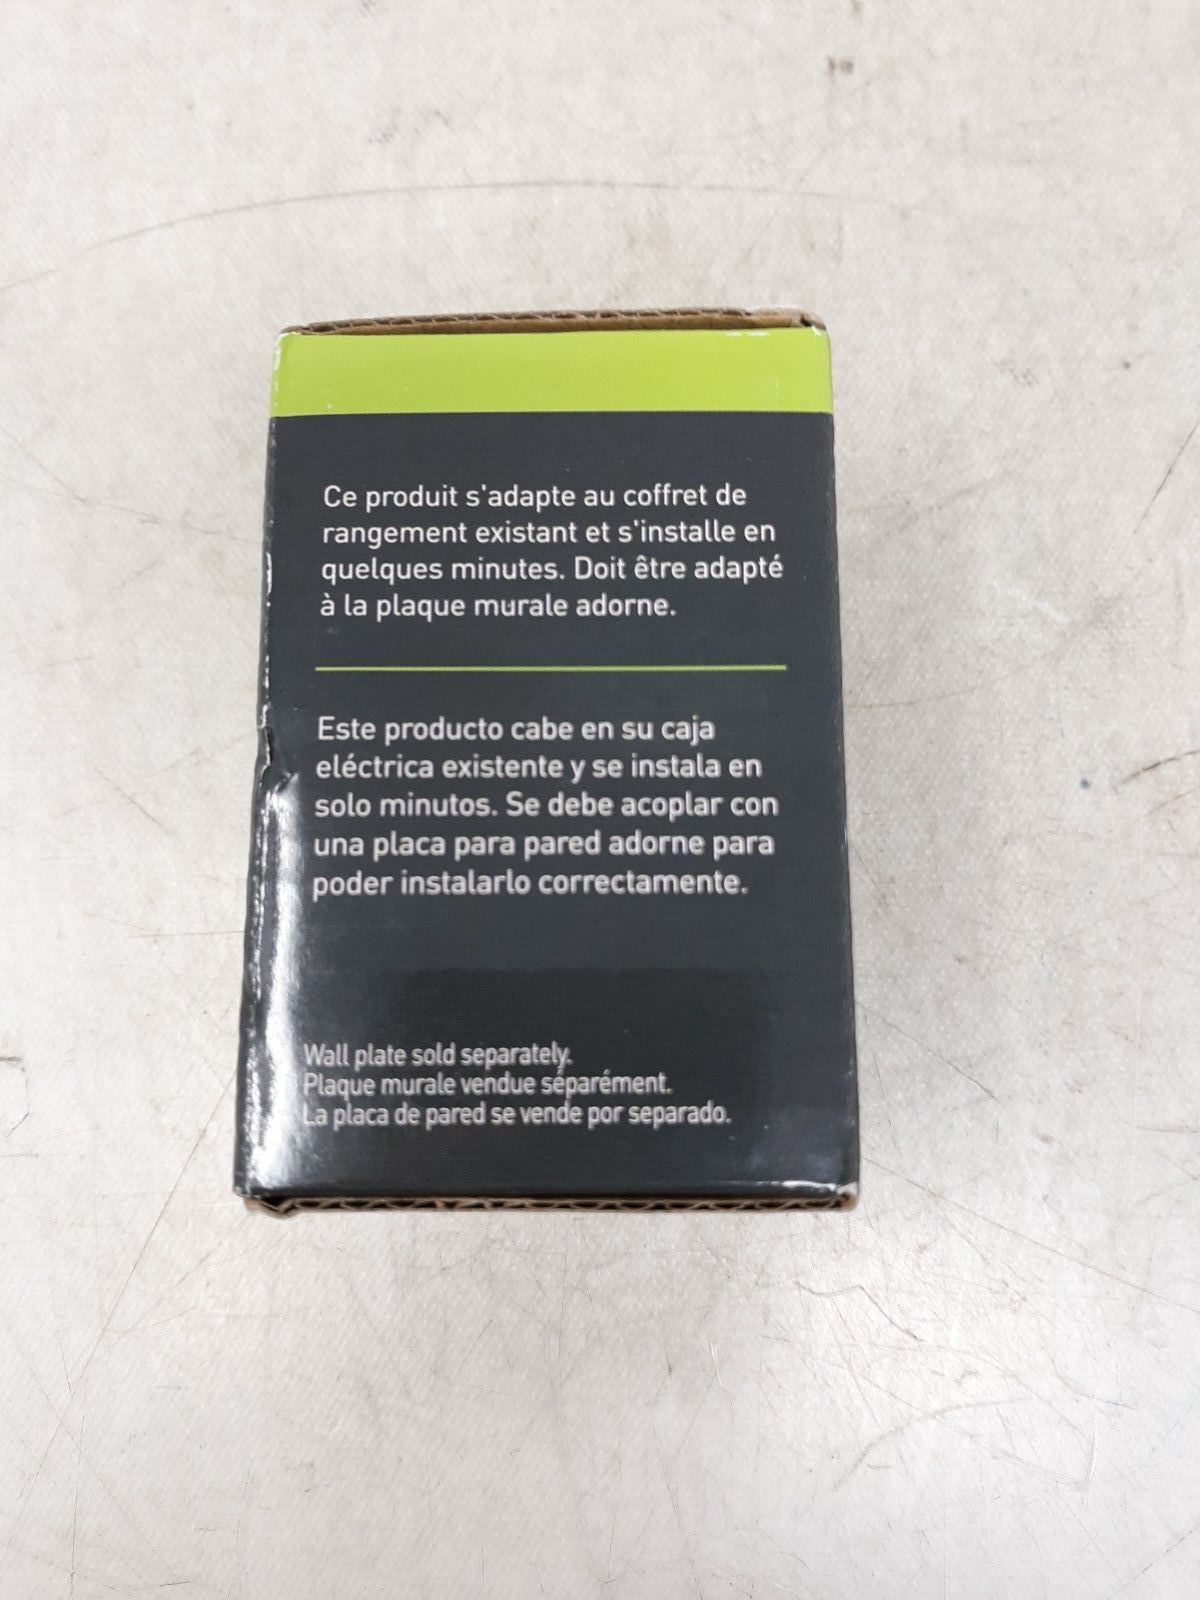 Ce produit s'adapte au coffret de
rangement existant et s'installe en
quelques minutes. Doit être adapté
à la plaque murale adorne.
Este producto cabe en su caja
eléctrica existente y se instala en
solo minutos. Se debe acoplar con
una placa para pared adorne para
poder instalarlo correctamente.
Wall plate sold separately.
Plaque murale vendue séparément.
La placa de pared se vende por separado.